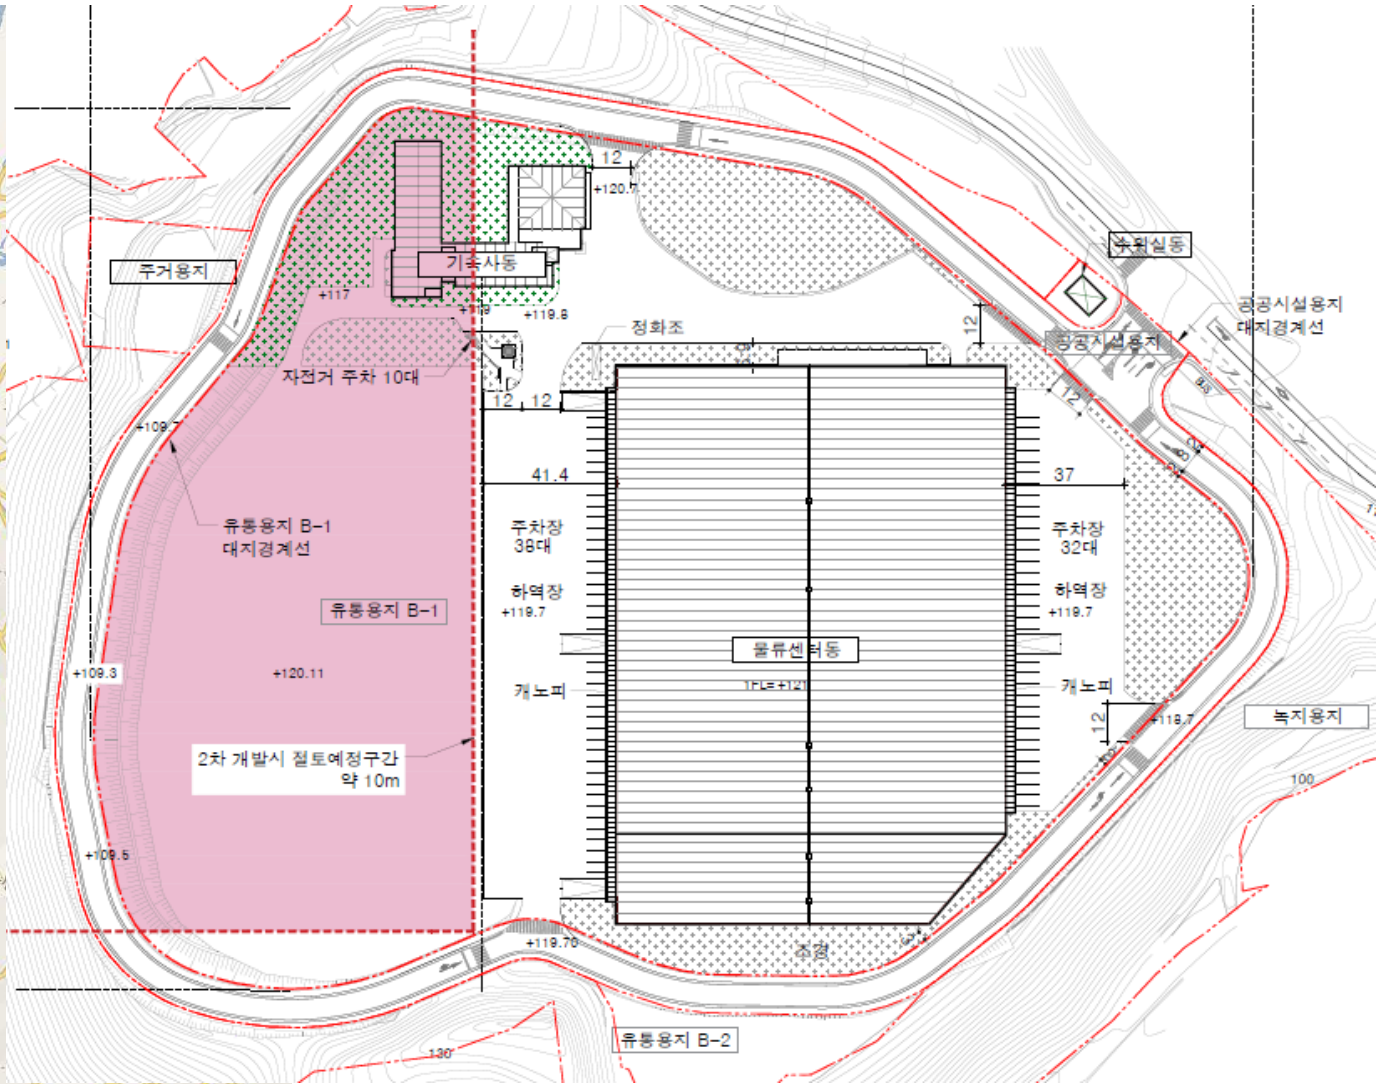 12
+120.7
수위실동
주거용지
기숙사동
+117
+119
+119.8
공공시설용지
대지경계선
12
정화조
공공시설용지
자전거 주차 10대
12
12
12
+109.7
12
8
2
41.4
37
유통용지 B-1
대지경계선
주차장
38대
주차장
32대
하역장
+119.7
하역장
+119.7
유통용지 B-1
물류센터동
+109.3
+120.11
1FL= +121
캐노피
캐노피
12
+118.7
녹지용지
2차 개발시 절토예정구간
약 10m
100
+109.5
+119.70
조경
유통용지 B-2
130